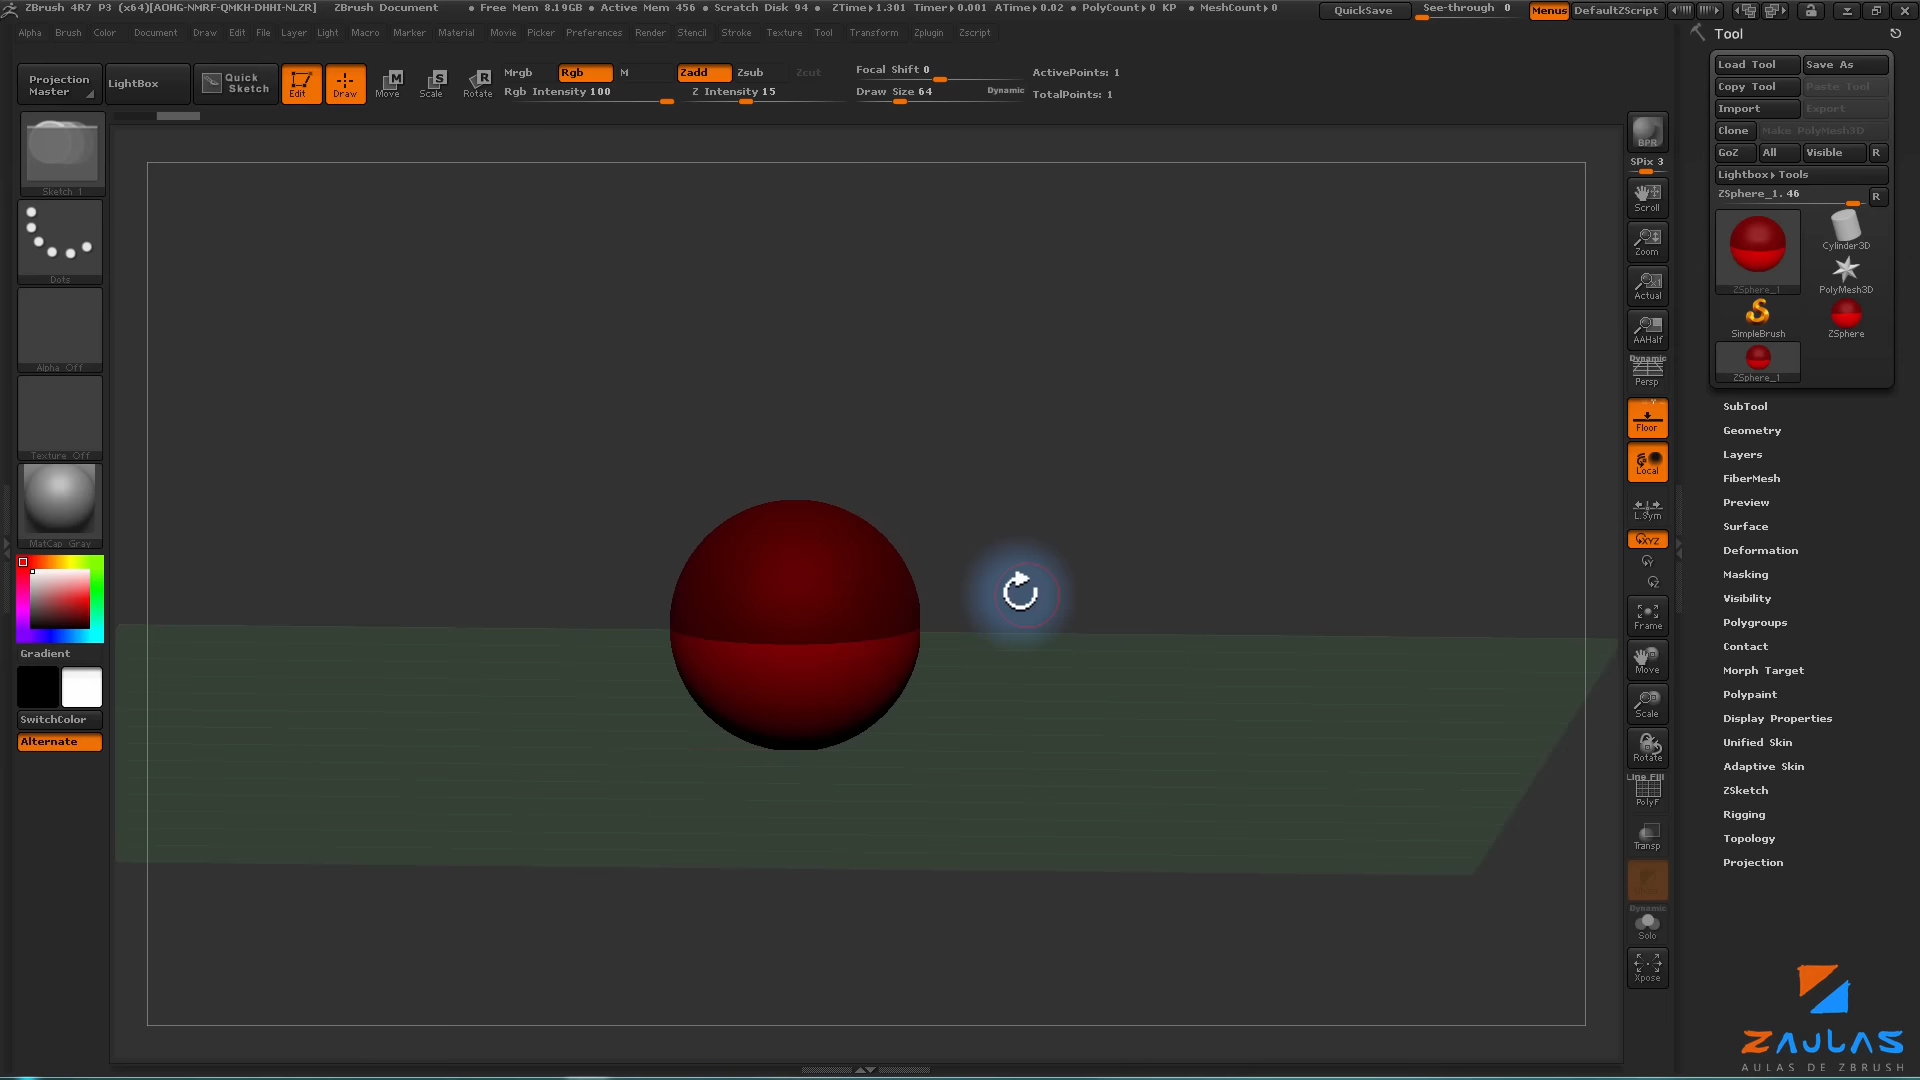 ZBrush 4R7 P3 (x64)[AOHG-NMRF-QMKH-DHHI-NLZR] ZBrush Document • Free Mem 8.19GB • Active Mem 456 • Scratch Disk 94 • ZTime▸1.301 Timer▸0.001 ATime▸0.02 • PolyCount▸0 KP • MeshCount▸0 QuickSave See-through 0 Menus DefaultZScript
Alpha Brush Color Document Draw Edit File Layer Light Macro Marker Material Movie Picker Preferences Render Stencil Stroke Texture Tool Transform Zplugin Zscript
Projection Master
LightBox
Quick Sketch
Edit
Draw
Move
Scale
Rotate
Mrgb Rgb M
Rgb Intensity 100
Zadd Zsub Zcut
Z Intensity 15
Focal Shift 0
Draw Size 64
Dynamic
ActivePoints: 1
TotalPoints: 1
Sketch 1
Dots
Alpha Off
Texture Off
MatCap Gray
Gradient
SwitchColor
Alternate
BPR
SPix 3
Scroll
Zoom
Actual
AAHalf
Dynamic
Persp
Floor
Local
L.Sym
XYZ
Y
Z
Frame
Move
Scale
Rotate
Line Fill
PolyF
Transp
Dynamic
Solo
Xpose
Tool
Load Tool Save As
Copy Tool Paste Tool
Import Export
Clone Make PolyMesh3D
GoZ All Visible R
Lightbox▸Tools
ZSphere_1. 46 R
ZSphere_1
Cylinder3D
PolyMesh3D
SimpleBrush
ZSphere
ZSphere_1
SubTool
Geometry
Layers
FiberMesh
Preview
Surface
Deformation
Masking
Visibility
Polygroups
Contact
Morph Target
Polypaint
Display Properties
Unified Skin
Adaptive Skin
ZSketch
Rigging
Topology
Projection
ZAULAS
AULAS DE ZBRUSH